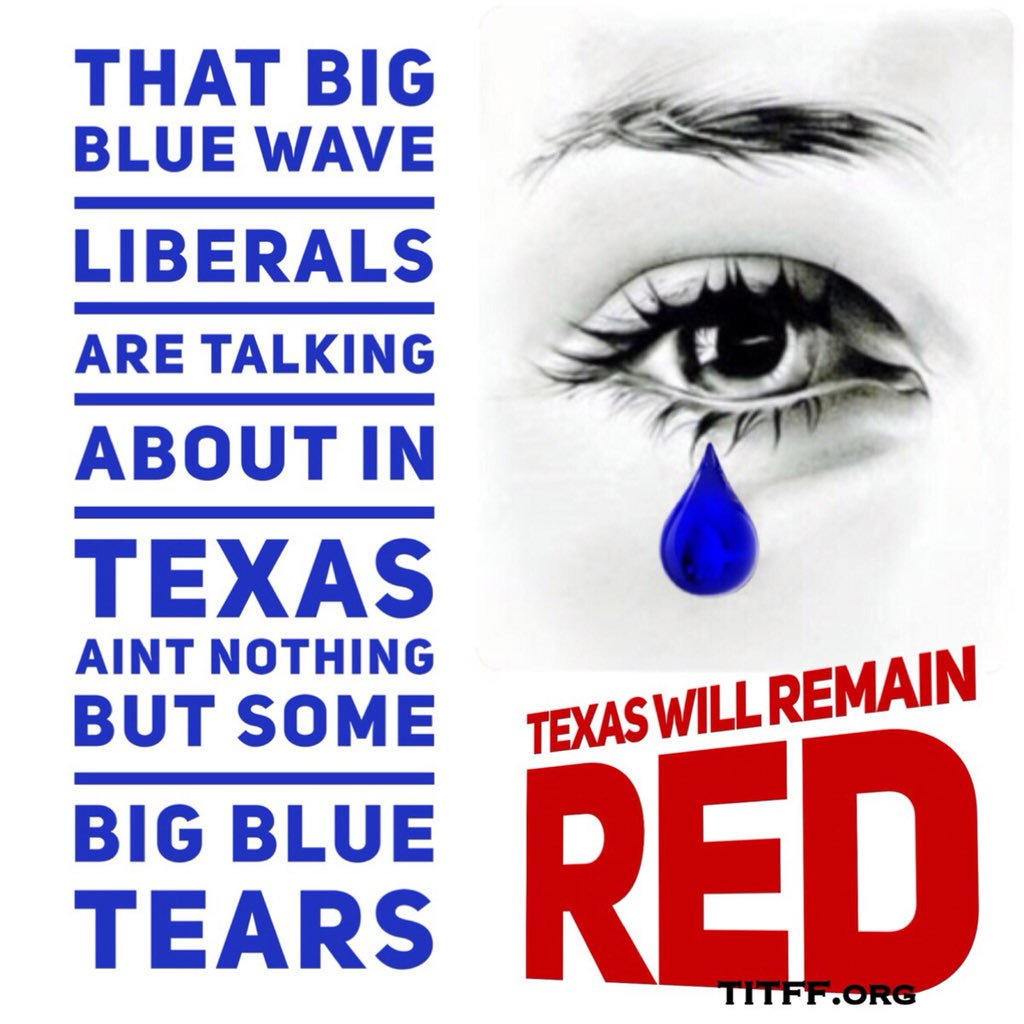 THAT BIG
BLUE WAVE
LIBERALS
ARE TALKING
ABOUT IN
TEXAS
AINT NOTHING
BUT SOME
BIG BLUE
TEARS
TEXAS WILL REMAIN
RED
TITFF.ORG